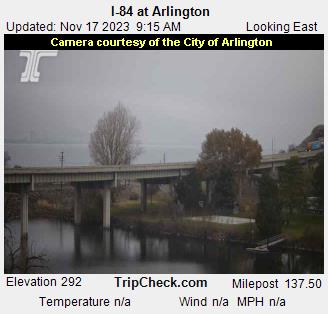 I-84 at Arlington
Updated: Nov 17 2023 9:15 AM Looking East
Camera courtesy of the City of Arlington
Elevation 292 TripCheck.com Milepost 137.50
Temperature n/a Wind n/a MPH n/a